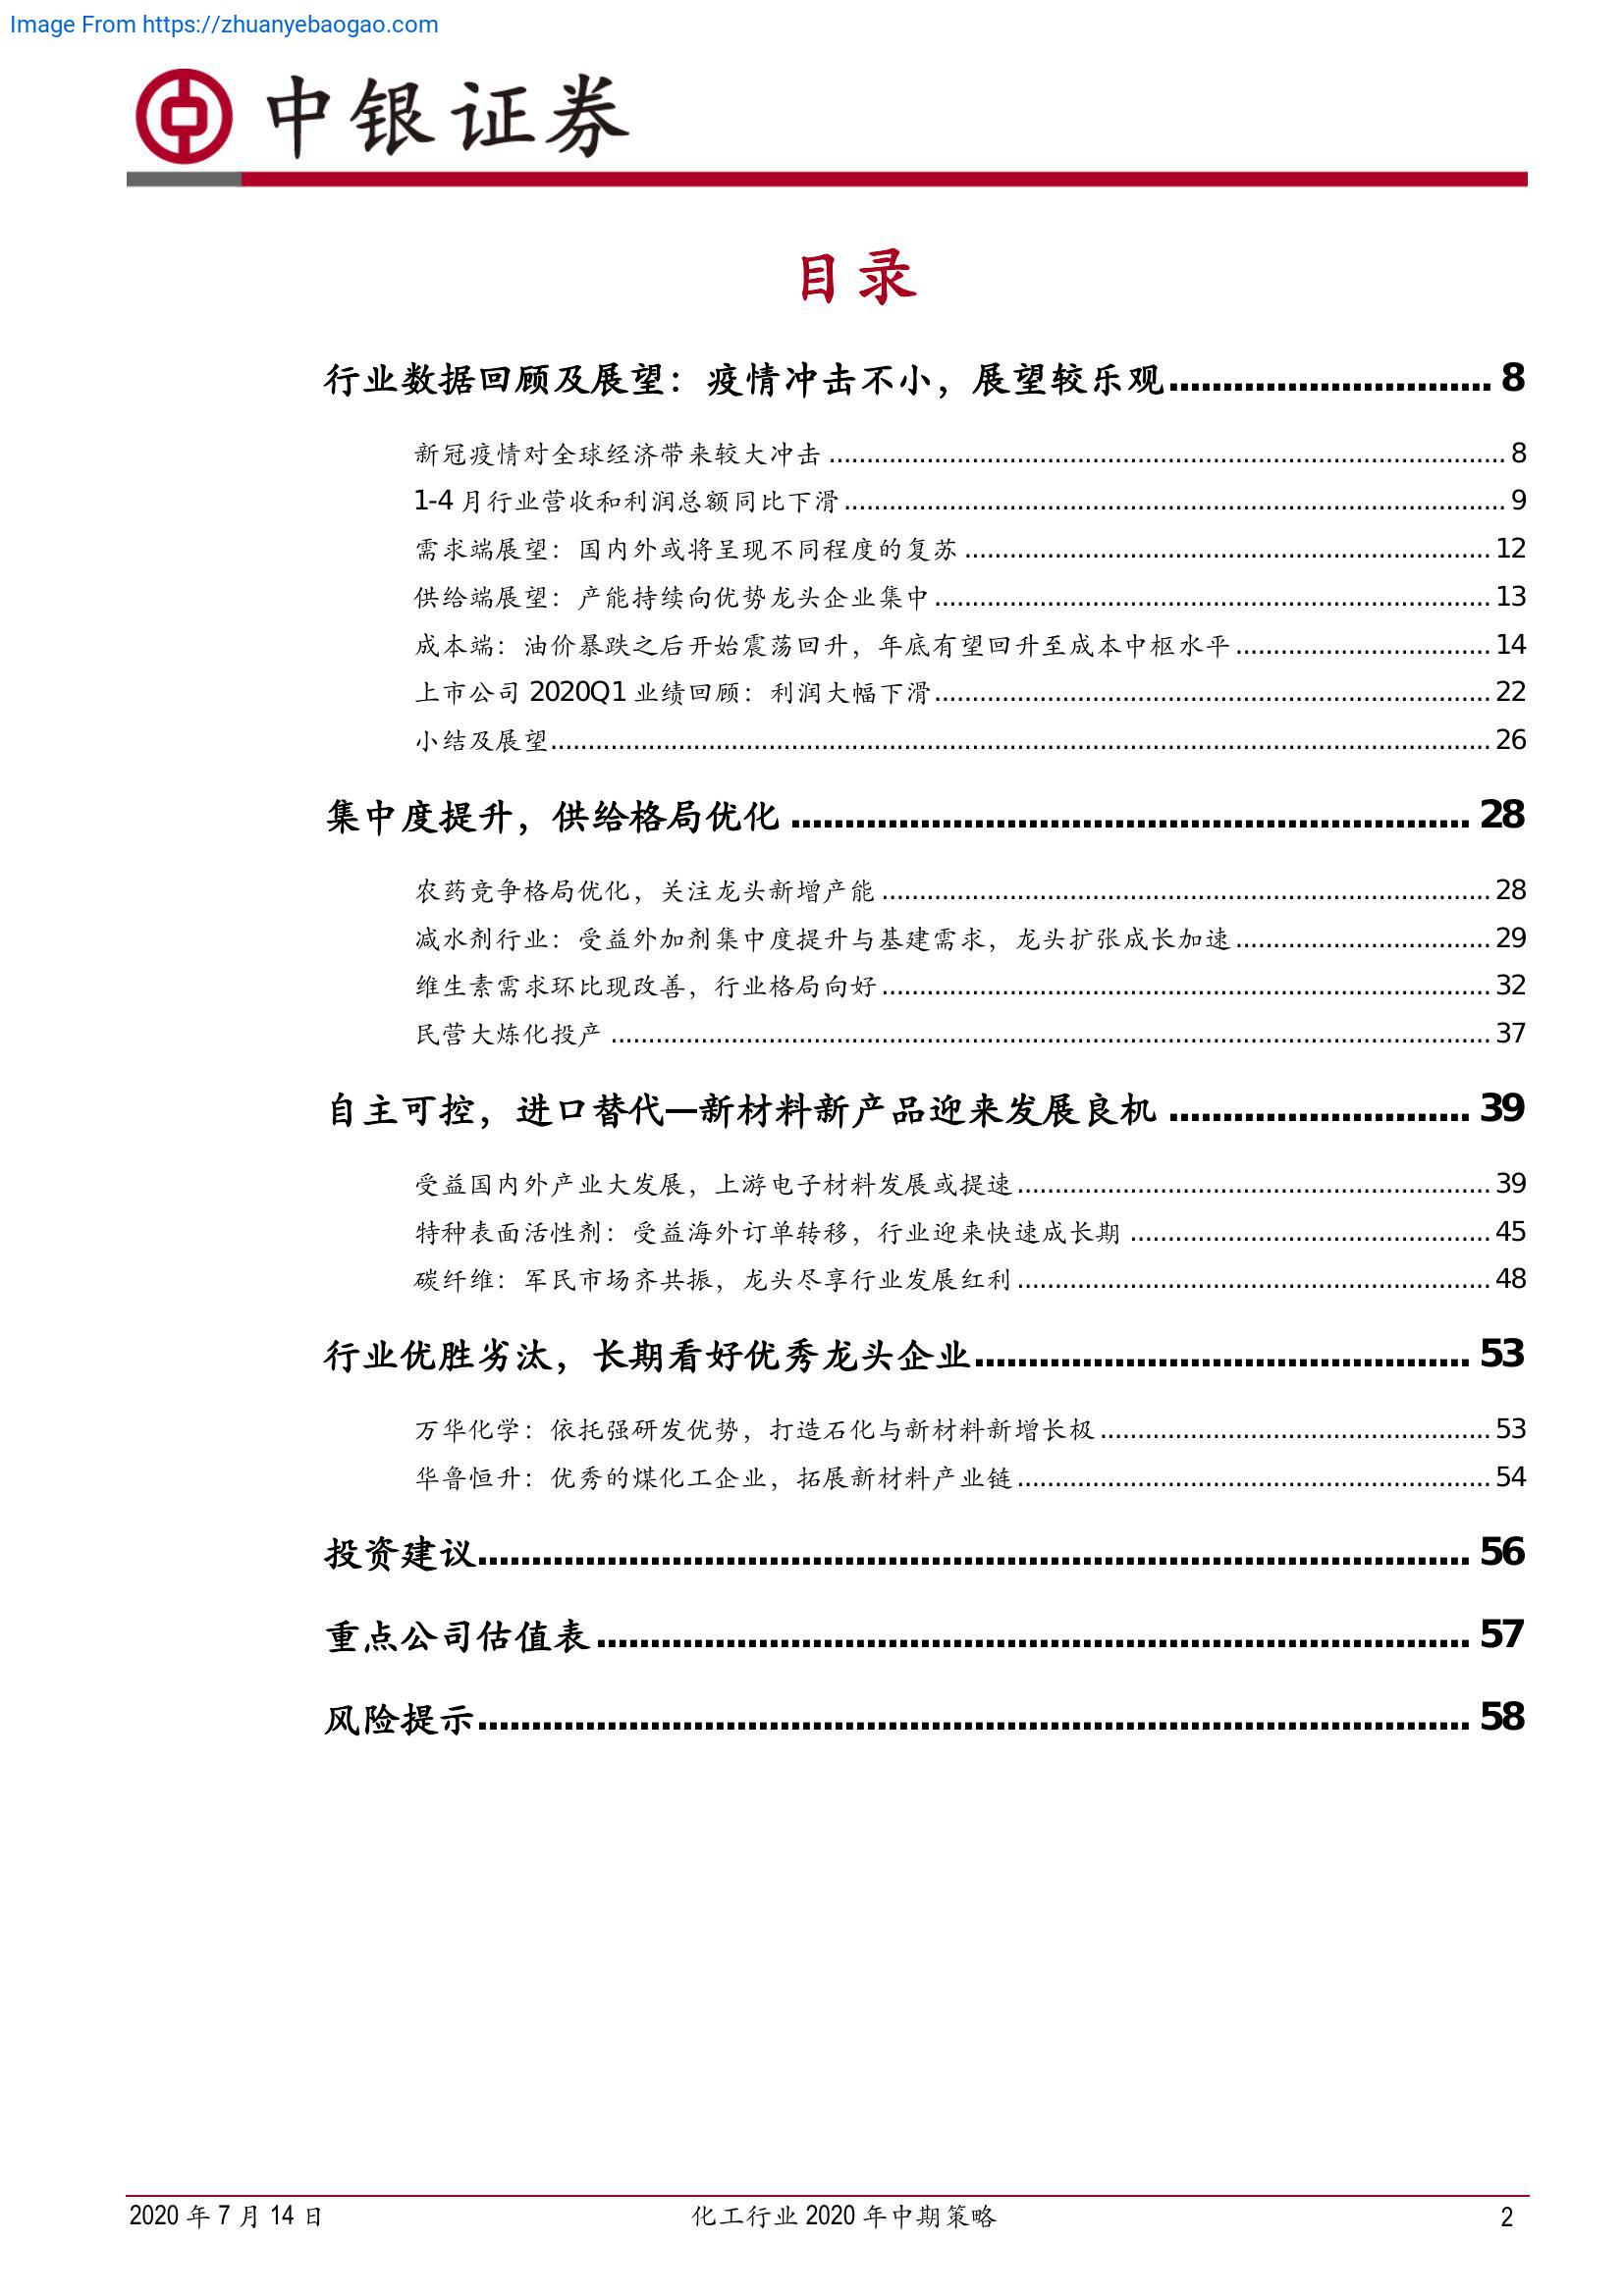 Image From https://zhuanyebaogao.com
中银证券
目录
行业数据回顾及展望：疫情冲击不小，展望较乐观.............................. 8
新冠疫情对全球经济带来较大冲击 .......................................................................................... 8
1-4 月行业营收和利润总额同比下滑........................................................................................ 9
需求端展望：国内外或将呈现不同程度的复苏 ...................................................................... 12
供给端展望：产能持续向优势龙头企业集中.......................................................................... 13
成本端：油价暴跌之后开始震荡回升，年底有望回升至成本中枢水平.................................. 14
上市公司 2020Q1 业绩回顾：利润大幅下滑.......................................................................... 22
小结及展望............................................................................................................................. 26
集中度提升，供给格局优化 ............................................................... 28
农药竞争格局优化，关注龙头新增产能 ................................................................................. 28
减水剂行业：受益外加剂集中度提升与基建需求，龙头扩张成长加速.................................. 29
维生素需求环比现改善，行业格局向好................................................................................. 32
民营大炼化投产 ..................................................................................................................... 37
自主可控，进口替代—新材料新产品迎来发展良机 ............................ 39
受益国内外产业大发展，上游电子材料发展或提速............................................................... 39
特种表面活性剂：受益海外订单转移，行业迎来快速成长期 ................................................ 45
碳纤维：军民市场齐共振，龙头尽享行业发展红利............................................................... 48
行业优胜劣汰，长期看好优秀龙头企业.............................................. 53
万华化学：依托强研发优势，打造石化与新材料新增长极.................................................... 53
华鲁恒升：优秀的煤化工企业，拓展新材料产业链............................................................... 54
投资建议............................................................................................ 56
重点公司估值表................................................................................. 57
风险提示............................................................................................ 58
2020 年 7 月 14 日 化工行业 2020 年中期策略 2